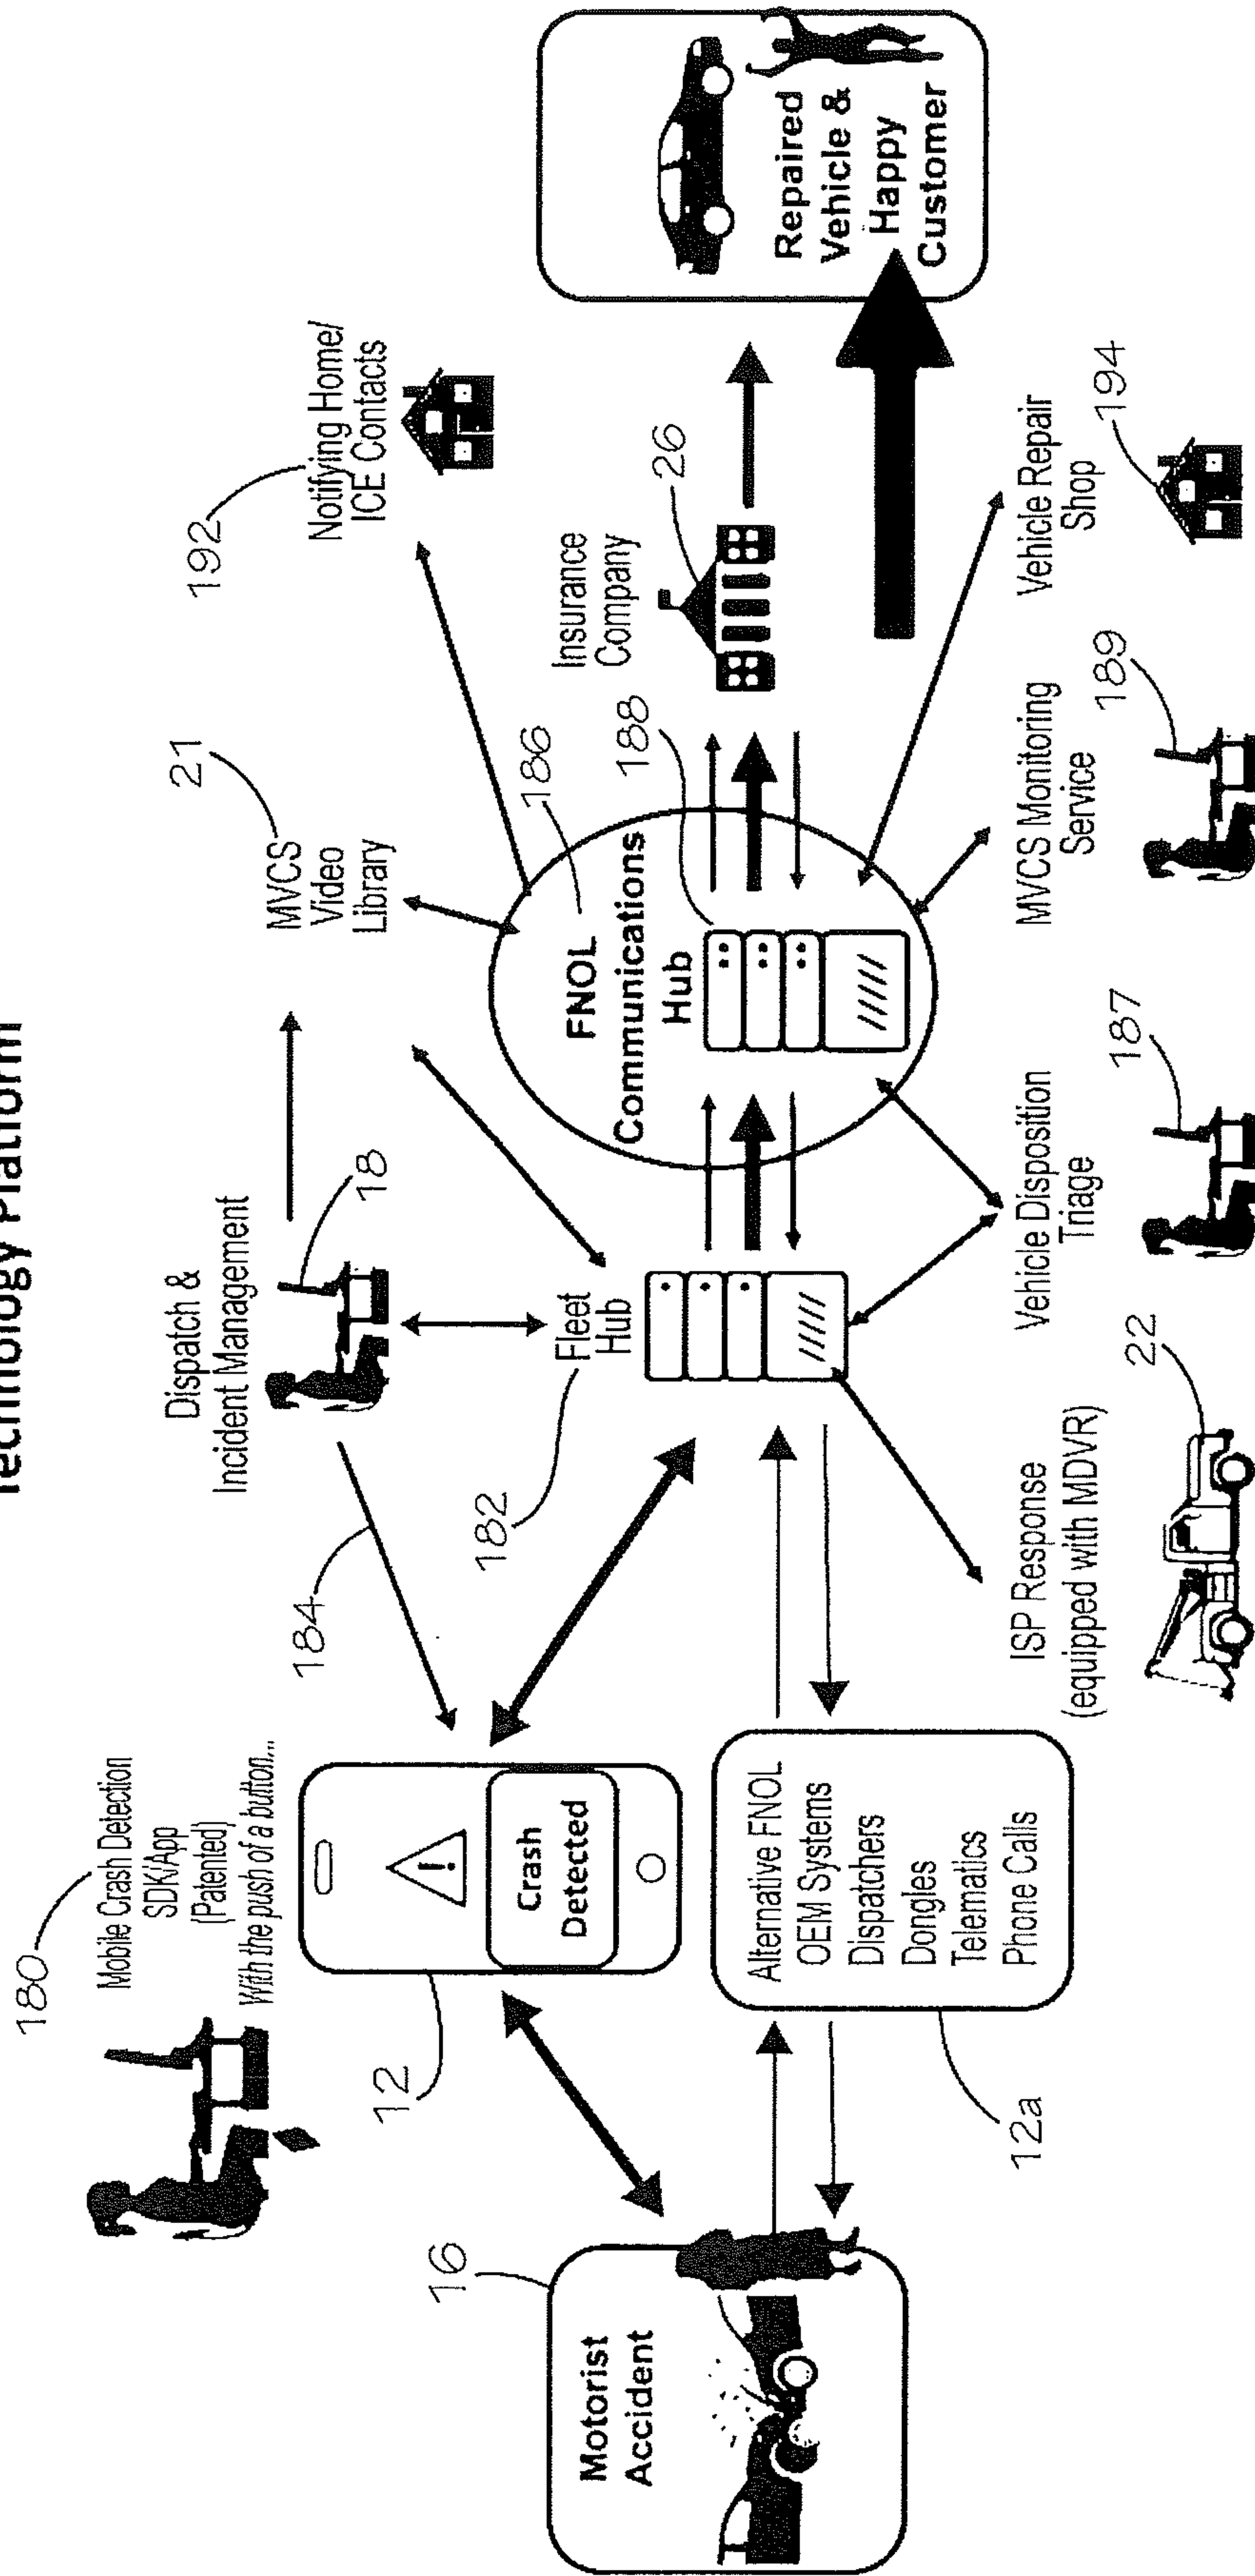 Technology Platform
180
Mobile Crash Detection
SDK/App
(Patented)
With the push of a button...
Dispatch &
Incident Management
18
184
21
MVCS
Video
Library
192
Notifying Home/
ICE Contacts
16
Motorist
Accident
12
Crash
Detected
182
Fleet
Hub
186
FNOL
Communications
Hub
188
Insurance
Company
26
Repaired
Vehicle &
Happy
Customer
12a
Alternative FNOL
OEM Systems
Dispatchers
Dongles
Telematics
Phone Calls
ISP Response
(equipped with MDVR)
22
Vehicle Disposition
Triage
187
MVCS Monitoring
Service
189
Vehicle Repair
Shop
194